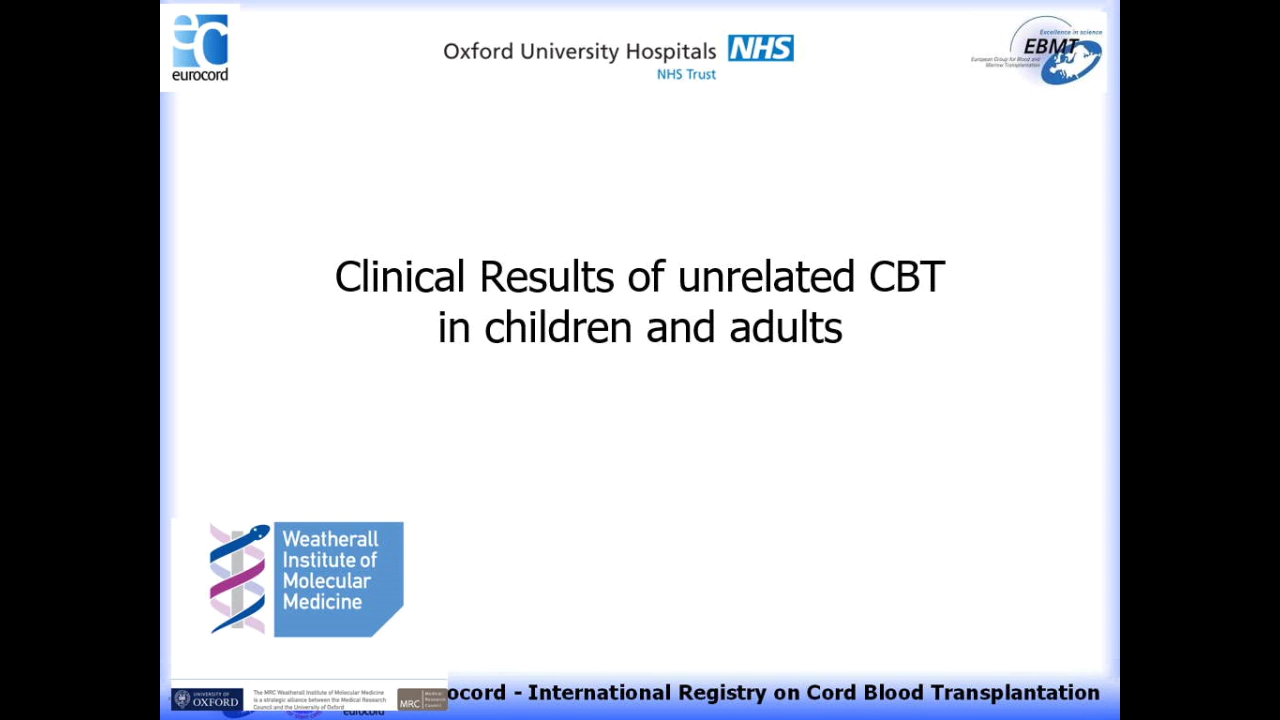 eurocord
Oxford University Hospitals NHS
NHS Trust
Excellence in science
EBMT
European Group for Blood and
Marrow Transplantation
Clinical Results of unrelated CBT
in children and adults
Weatherall
Institute of
Molecular
Medicine
UNIVERSITY OF
OXFORD
The MRC Weatherall Institute of Molecular Medicine
is a strategic alliance between the Medical Research
Council and the University of Oxford
MRC
Medical
Research
Council
ocord - International Registry on Cord Blood Transplantation
eurocord